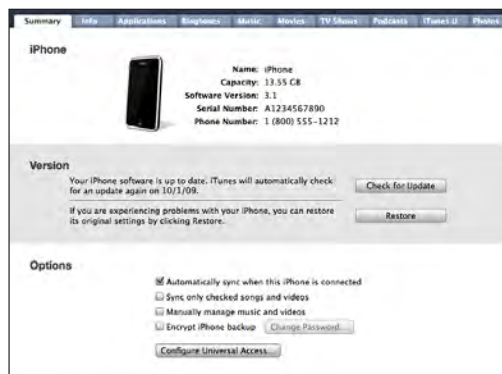 Summary Info Applications Ringtones Music Movies TV Shows Podcasts iTunes U Photos
iPhone
Name: iPhone
Capacity: 13.55 GB
Software Version: 3.1
Serial Number: A1234567890
Phone Number: 1 (800) 555-1212
Version
Your iPhone software is up to date. iTunes will automatically check
for an update again on 10/1/09.
Check for Update
If you are experiencing problems with your iPhone, you can restore
its original settings by clicking Restore.
Restore
Options
Automatically sync when this iPhone is connected
Sync only checked songs and videos
Manually manage music and videos
Encrypt iPhone backup Change Password...
Configure Universal Access...